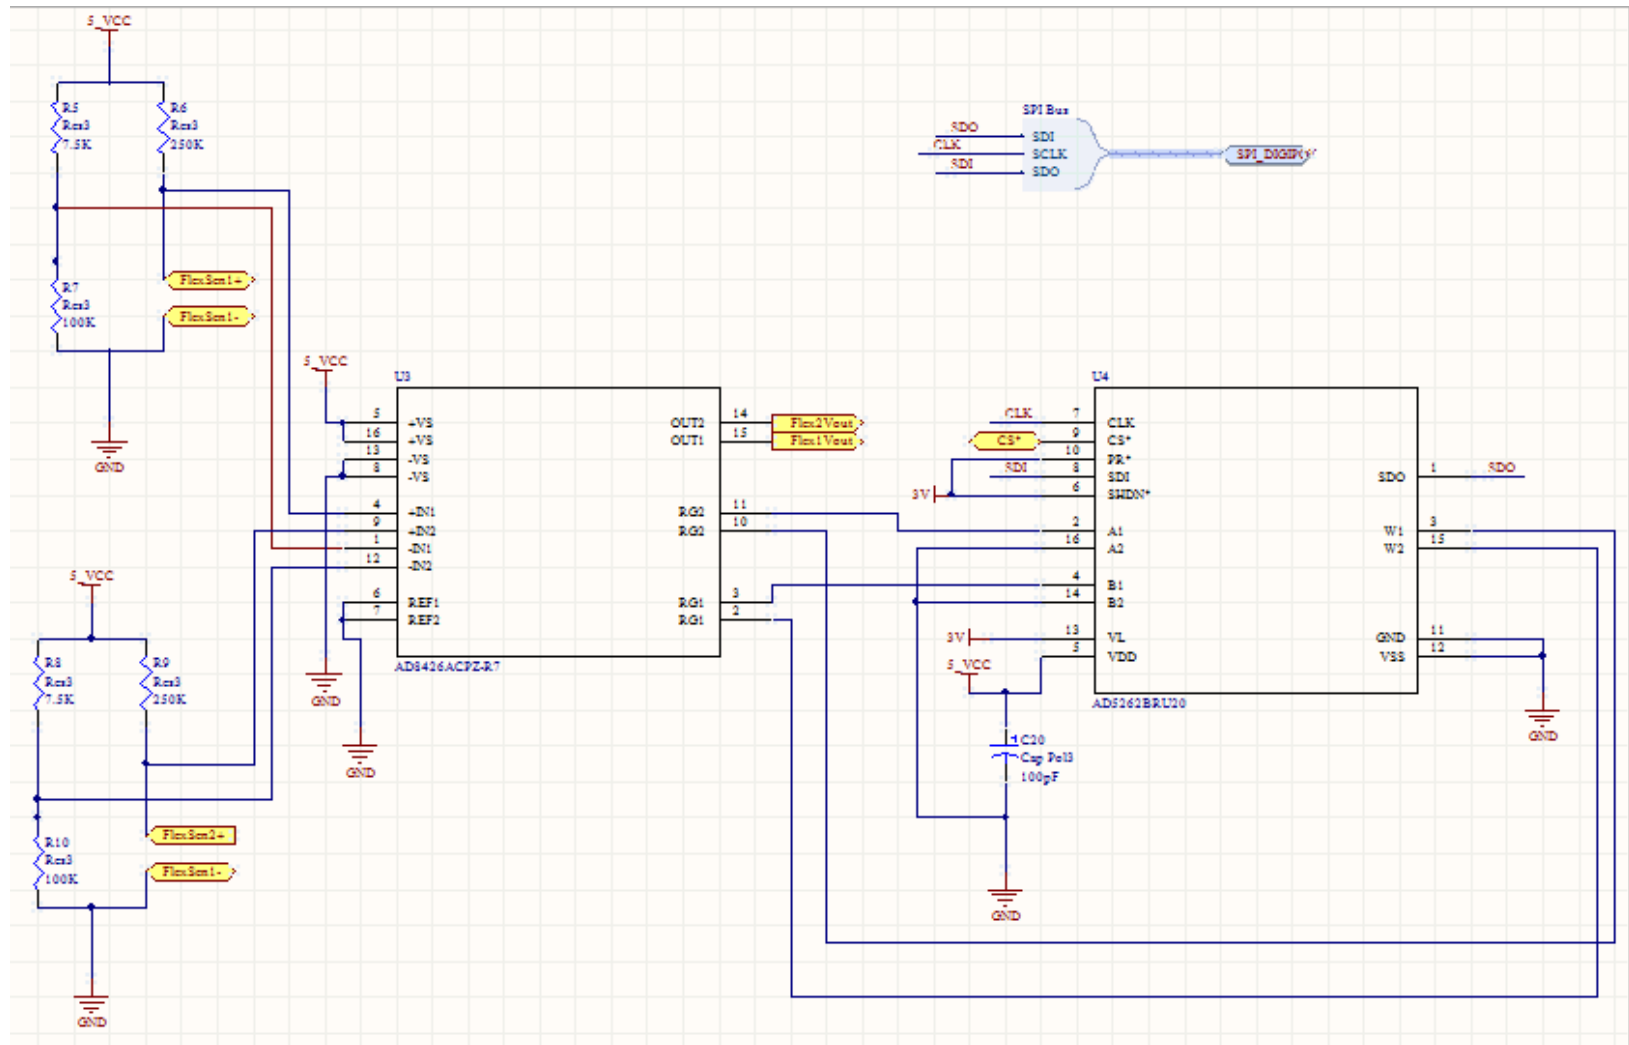 5_VCC
R5
Res3
7.5K
R6
Res3
250K
R7
Res3
100K
FlexSen1+
FlexSen1-
GND
SPI Bus
SDO
CLK
SDI
SDI
SCLK
SDO
5_VCC
U3
5
16
13
8
4
9
1
12
6
7
+VS
+VS
-VS
-VS
+IN1
+IN2
-IN1
-IN2
REF1
REF2
OUT2
OUT1
RG2
RG2
RG1
RG1
14
15
11
10
3
2
Flex2Vout
Flex1Vout
AD8426ACPZ-R7
GND
GND
U4
CLK
CS*
SDI
3V
3V
5_VCC
7
9
10
8
6
2
16
4
14
13
5
CLK
CS*
PR*
SDI
SHDN*
A1
A2
B1
B2
VL
VDD
SDO
W1
W2
GND
VSS
1
3
15
11
12
SDO
AD5262BRU20
GND
C20
Cap Pol3
100pF
GND
5_VCC
R8
Res3
7.5K
R9
Res3
250K
R10
Res3
100K
FlexSen2+
FlexSen1-
GND